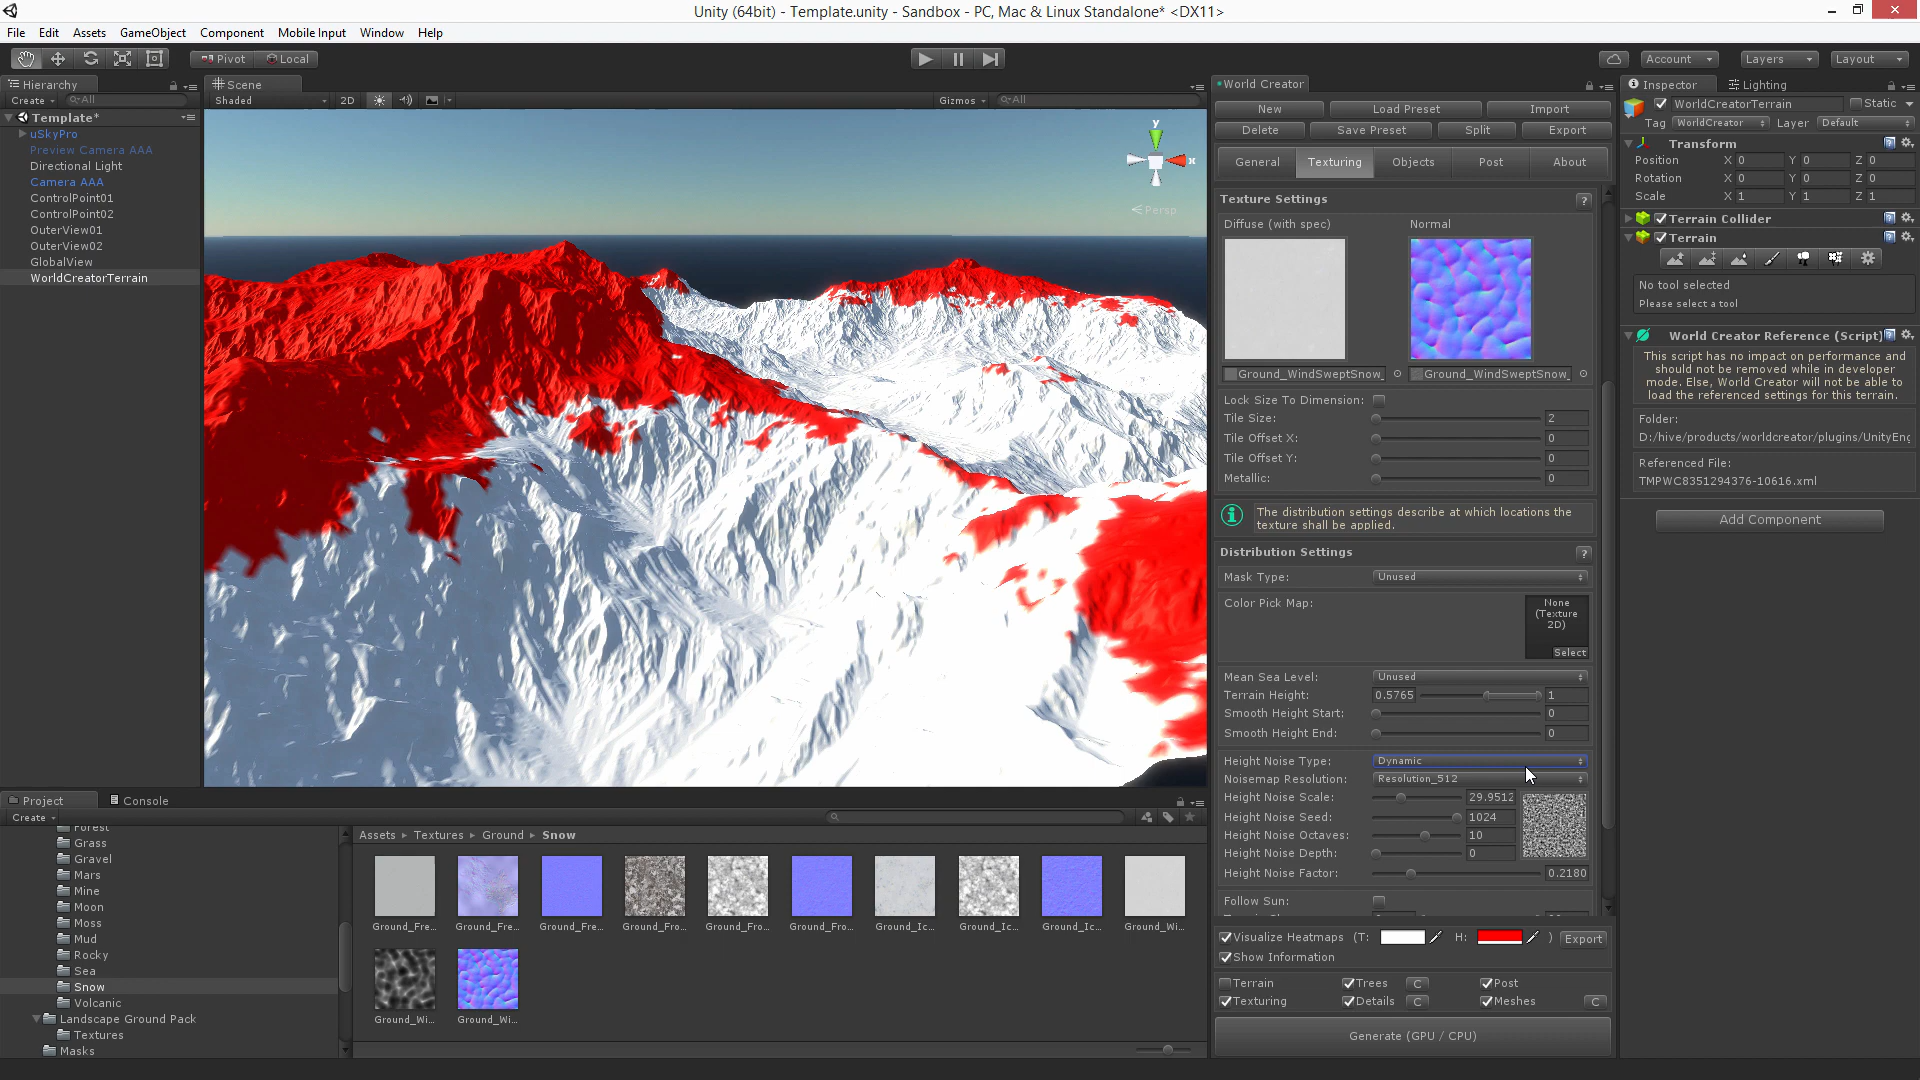 Unity (64bit) - Template.unity - Sandbox - PC, Mac & Linux Standalone* <DX11>
File Edit Assets GameObject Component Mobile Input Window Help
Pivot Local
Account Layers Layout
Hierarchy
Create All
Template*
uSkyPro
Preview Camera AAA
Directional Light
Camera AAA
ControlPoint01
ControlPoint02
OuterView01
OuterView02
GlobalView
WorldCreatorTerrain
Scene
Shaded 2D Gizmos All
y
x
Persp
World Creator
New Load Preset Import
Delete Save Preset Split Export
General Texturing Objects Post About
Texture Settings ?
Diffuse (with spec) Normal
Ground_WindSweptSnow_ Ground_WindSweptSnow_
Lock Size To Dimension:
Tile Size: 2
Tile Offset X: 0
Tile Offset Y: 0
Metallic: 0
The distribution settings describe at which locations the
texture shall be applied.
Distribution Settings ?
Mask Type: Unused
Color Pick Map:
None
(Texture
2D)
Select
Mean Sea Level: Unused
Terrain Height: 0.5765 1
Smooth Height Start: 0
Smooth Height End: 0
Height Noise Type: Dynamic
Noisemap Resolution: Resolution_512
Height Noise Scale: 29.9512
Height Noise Seed: 1024
Height Noise Octaves: 10
Height Noise Depth: 0
Height Noise Factor: 0.2180
Follow Sun:
Visualize Heatmaps (T: H: ) Export
Show Information
Terrain Trees C Post
Texturing Details C Meshes C
Generate (GPU / CPU)
Inspector Lighting
WorldCreatorTerrain Static
Tag WorldCreator Layer Default
Transform
Position X 0 Y 0 Z 0
Rotation X 0 Y 0 Z 0
Scale X 1 Y 1 Z 1
Terrain Collider
Terrain
No tool selected
Please select a tool
World Creator Reference (Script)
This script has no impact on performance and
should not be removed while in developer
mode. Else, World Creator will not be able to
load the referenced settings for this terrain.
Folder:
D:/hive/products/worldcreator/plugins/UnityEng
Referenced File:
TMPWC8351294376-10616.xml
Add Component
Project Console
Create
Forest
Grass
Gravel
Mars
Mine
Moon
Moss
Mud
Rocky
Sea
Snow
Volcanic
Landscape Ground Pack
Textures
Masks
Assets Textures Ground Snow
Ground_Fre... Ground_Fre... Ground_Fre... Ground_Fro... Ground_Fro... Ground_Fro... Ground_Ic... Ground_Ic... Ground_Ic... Ground_Wi...
Ground_Wi... Ground_Wi...